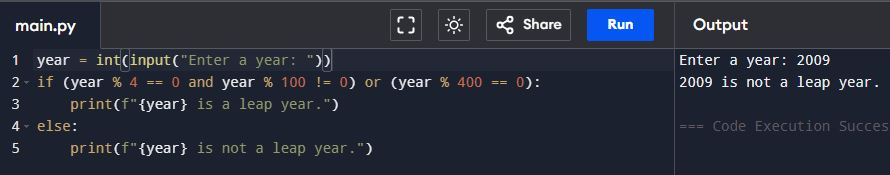 main.py Share Run Output
1 year = int(input("Enter a year: "))
2 if (year % 4 == 0 and year % 100 != 0) or (year % 400 == 0):
3     print(f"{year} is a leap year.")
4 else:
5     print(f"{year} is not a leap year.")
Enter a year: 2009
2009 is not a leap year.
=== Code Execution Succes